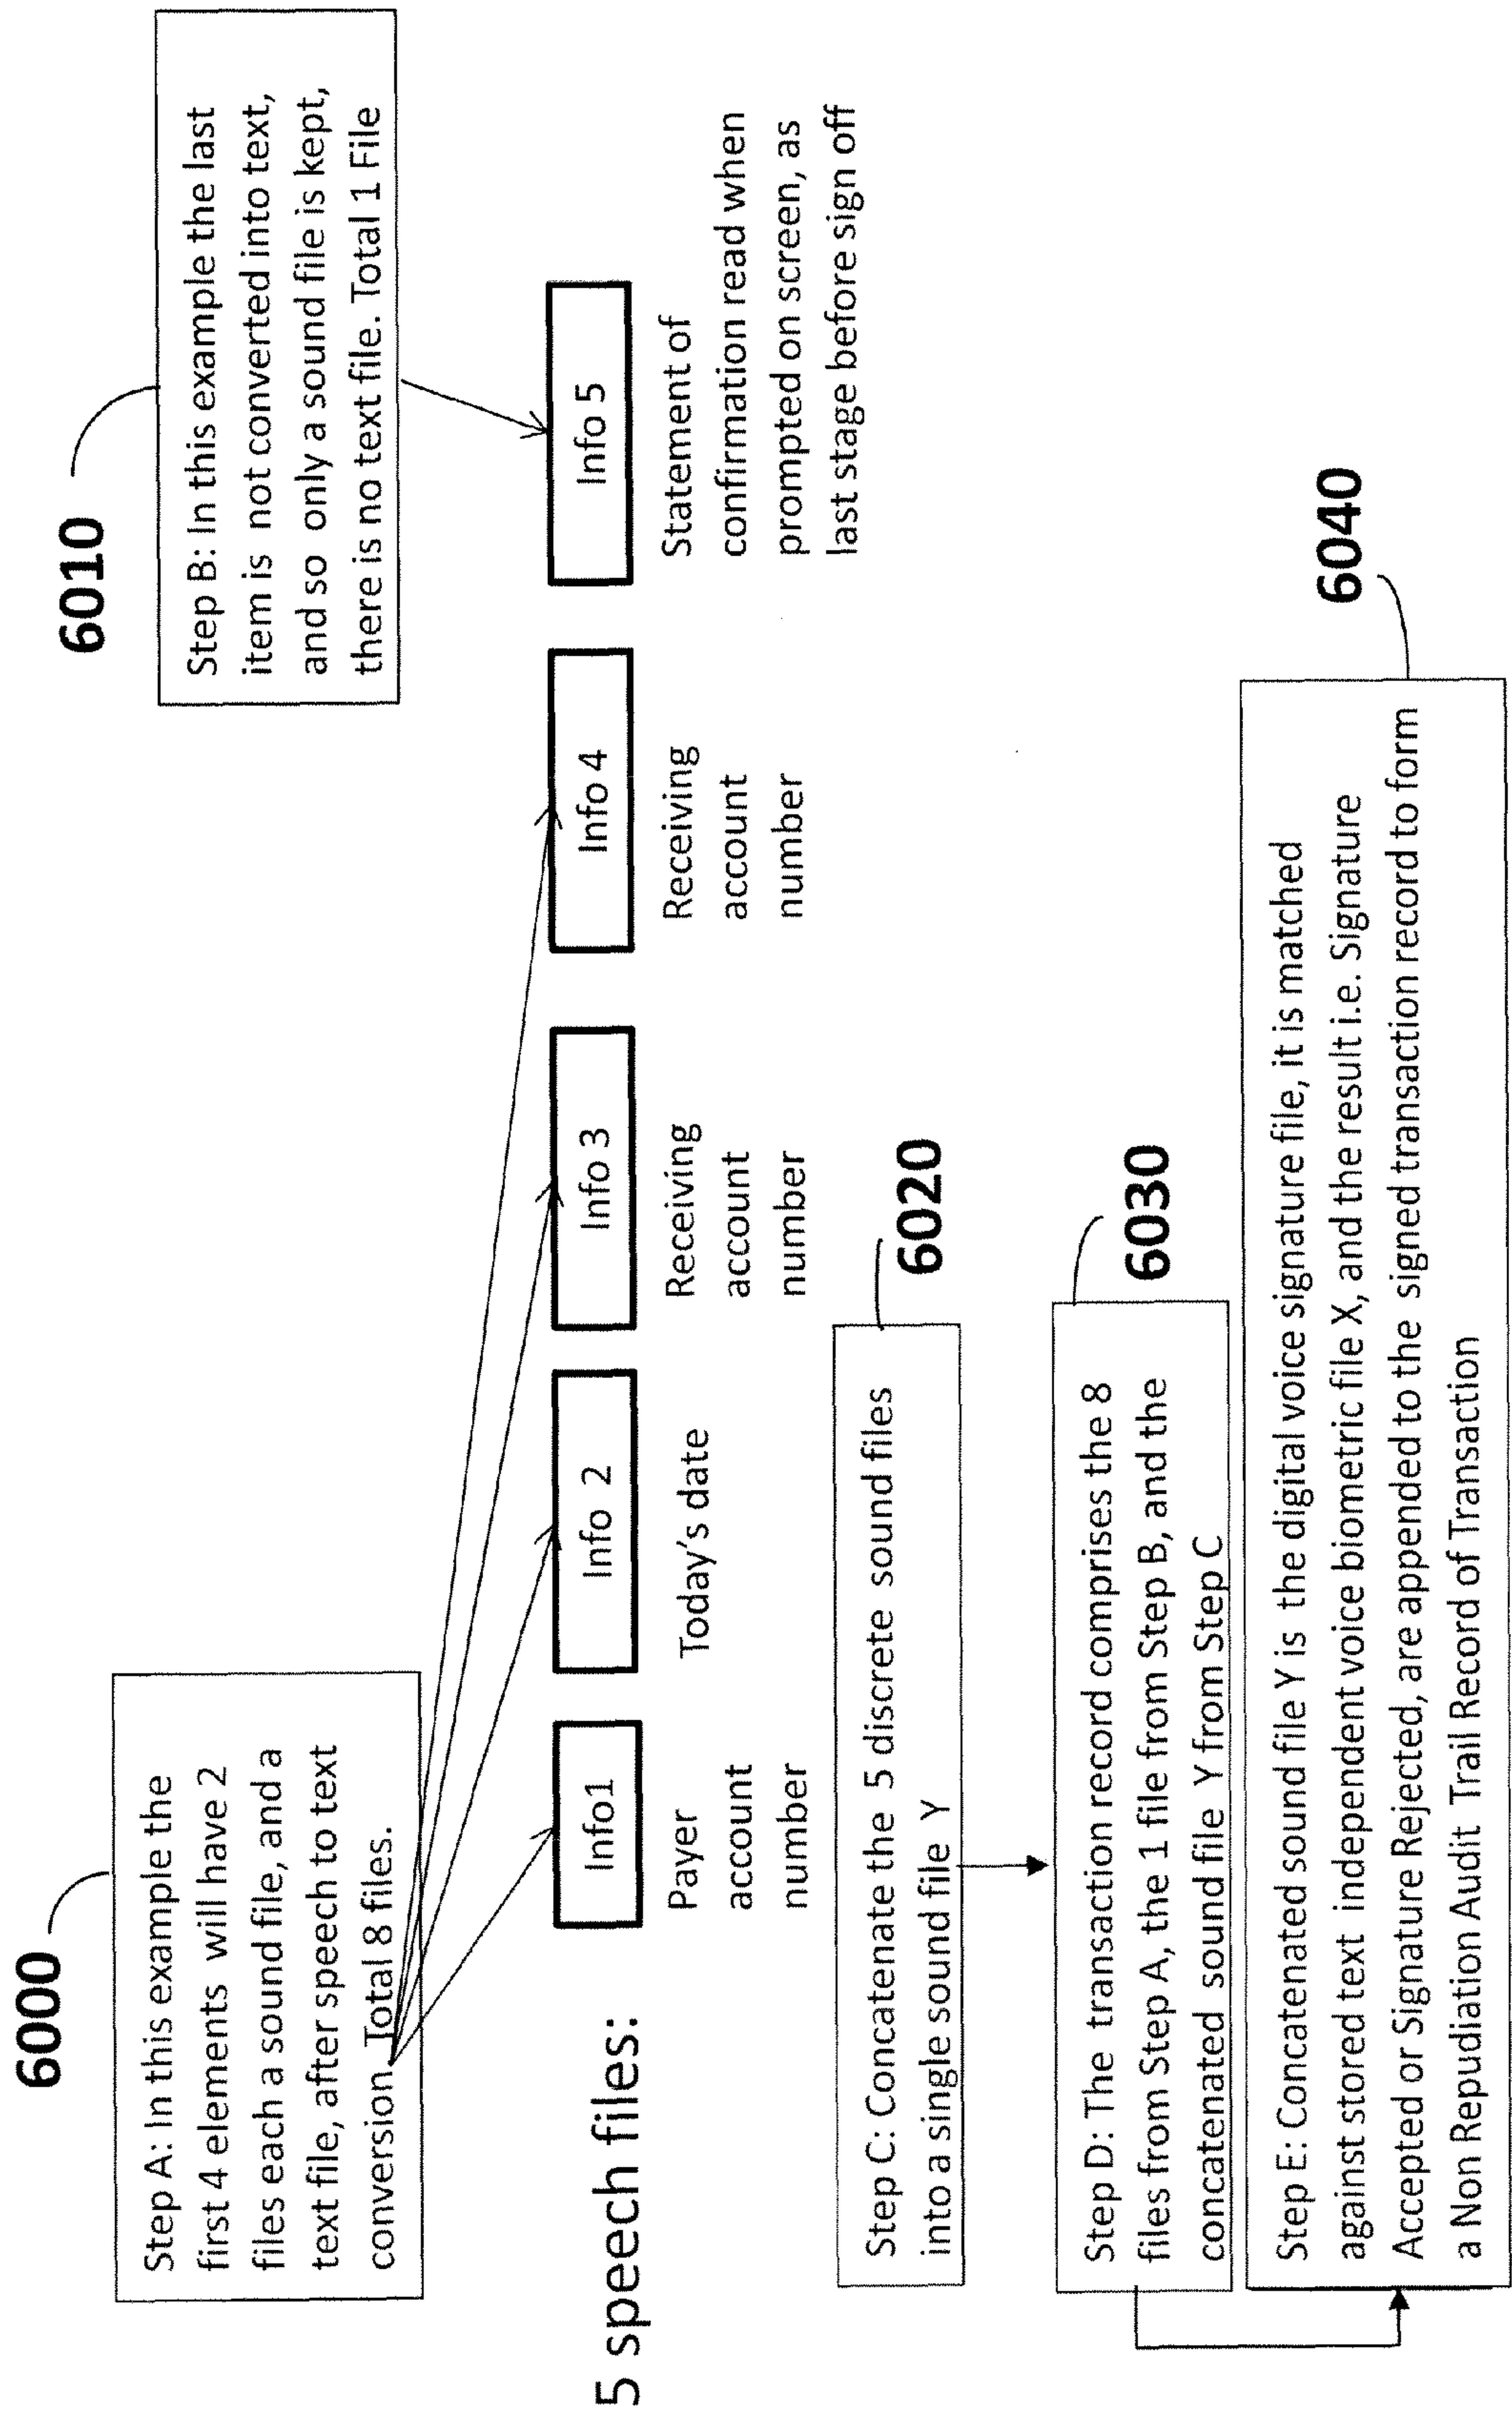 6000
Step A: In this example the
first 4 elements will have 2
files each a sound file, and a
text file, after speech to text
conversion. Total 8 files.
6010
Step B: In this example the last
item is not converted into text,
and so only a sound file is kept,
there is no text file. Total 1 File
5 speech files:
Info1
Payer
account
number
Info 2
Today's date
Info 3
Receiving
account
number
Info 4
Receiving
account
number
Info 5
Statement of
confirmation read when
prompted on screen, as
last stage before sign off
6020
Step C: Concatenate the 5 discrete sound files
into a single sound file Y
6030
Step D: The transaction record comprises the 8
files from Step A, the 1 file from Step B, and the
concatenated sound file Y from Step C
6040
Step E: Concatenated sound file Y is the digital voice signature file, it is matched
against stored text independent voice biometric file X, and the result i.e. Signature
Accepted or Signature Rejected, are appended to the signed transaction record to form
a Non Repudiation Audit Trail Record of Transaction